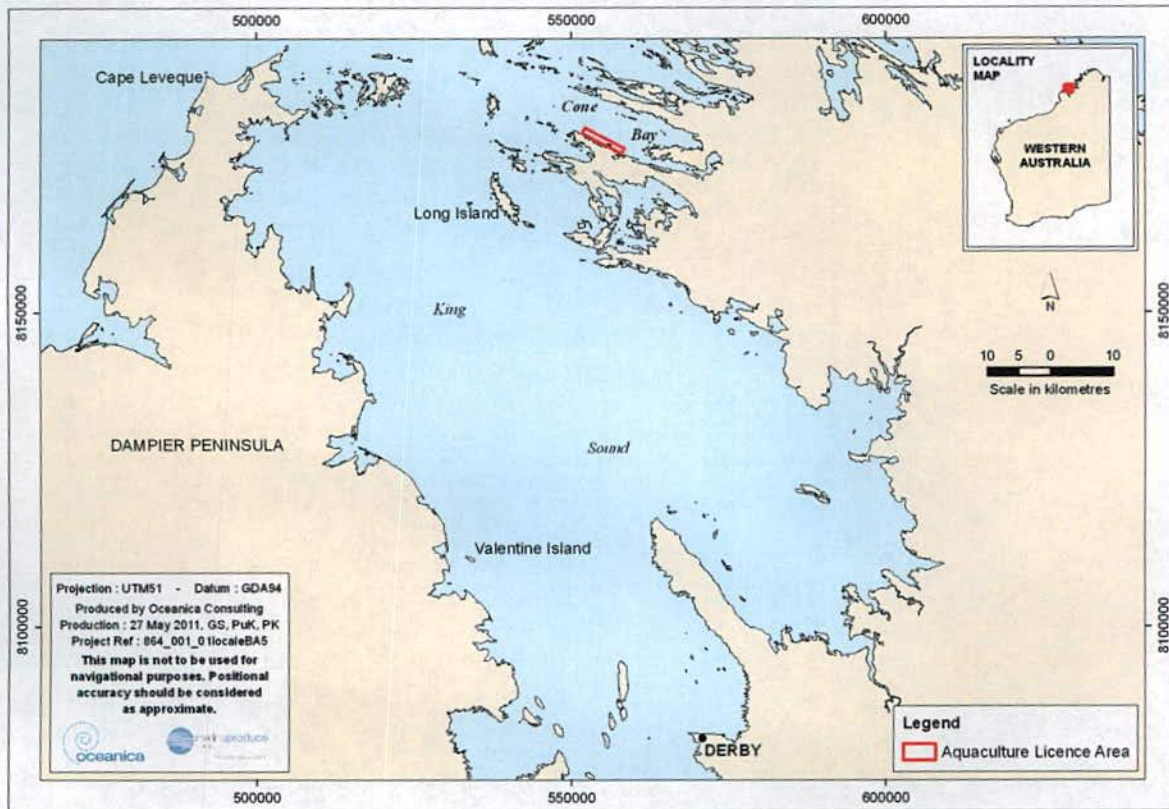 500000
550000
600000
Cape Leveque
Cone
Bay
Long Island
King
Sound
DAMPIER PENINSULA
Valentine Island
DERBY
8150000
8150000
8100000
8100000
LOCALITY
MAP
WESTERN
AUSTRALIA
N
10 5 0 10
Scale in kilometres
Projection : UTM51 - Datum : GDA94
Produced by Oceanica Consulting
Production : 27 May 2011, GS, PuK, PK
Project Ref : 864_001_01localeBA5
This map is not to be used for
navigational purposes. Positional
accuracy should be considered
as approximate.
oceanica
Legend
Aquaculture Licence Area
500000
550000
600000